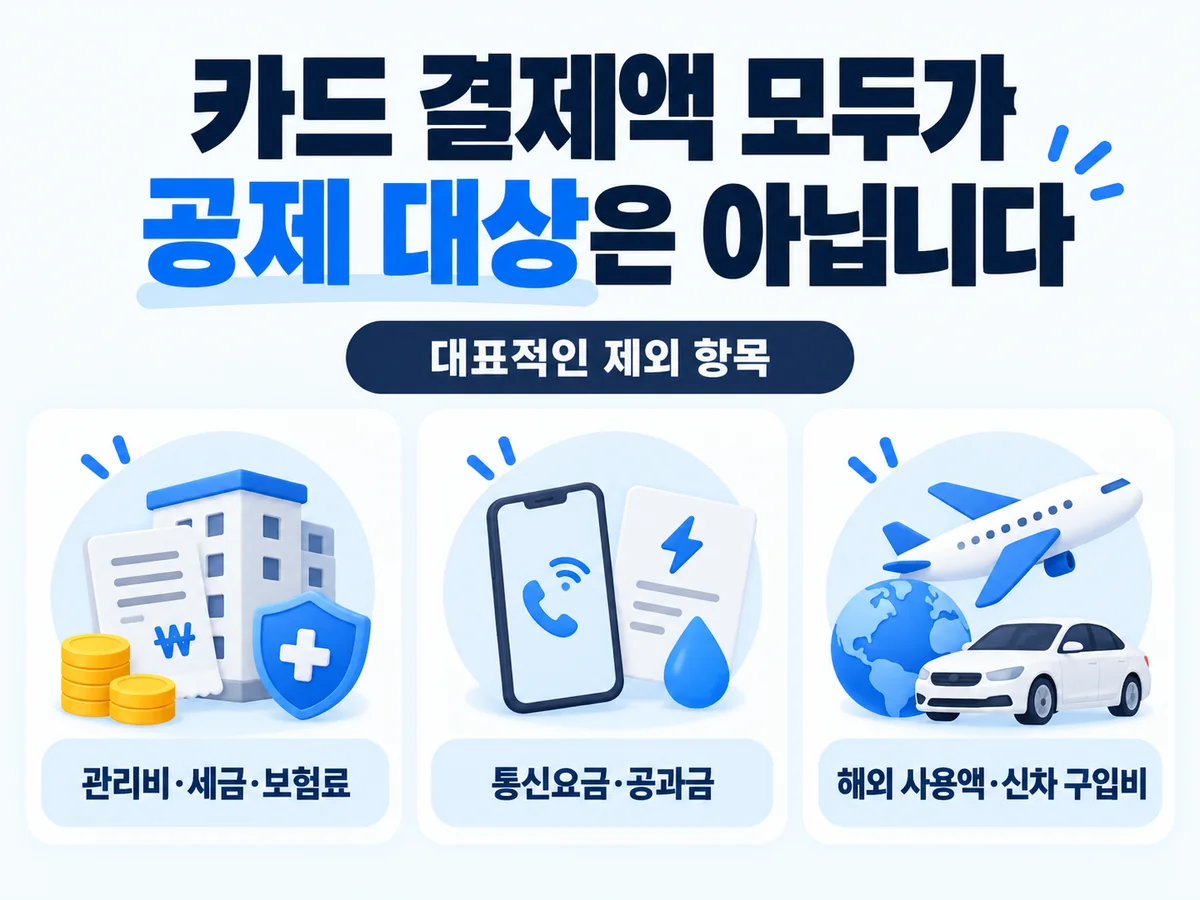 카드 결제액 모두가
공제 대상은 아닙니다
대표적인 제외 항목
₩
관리비·세금·보험료
통신요금·공과금
해외 사용액·신차 구입비